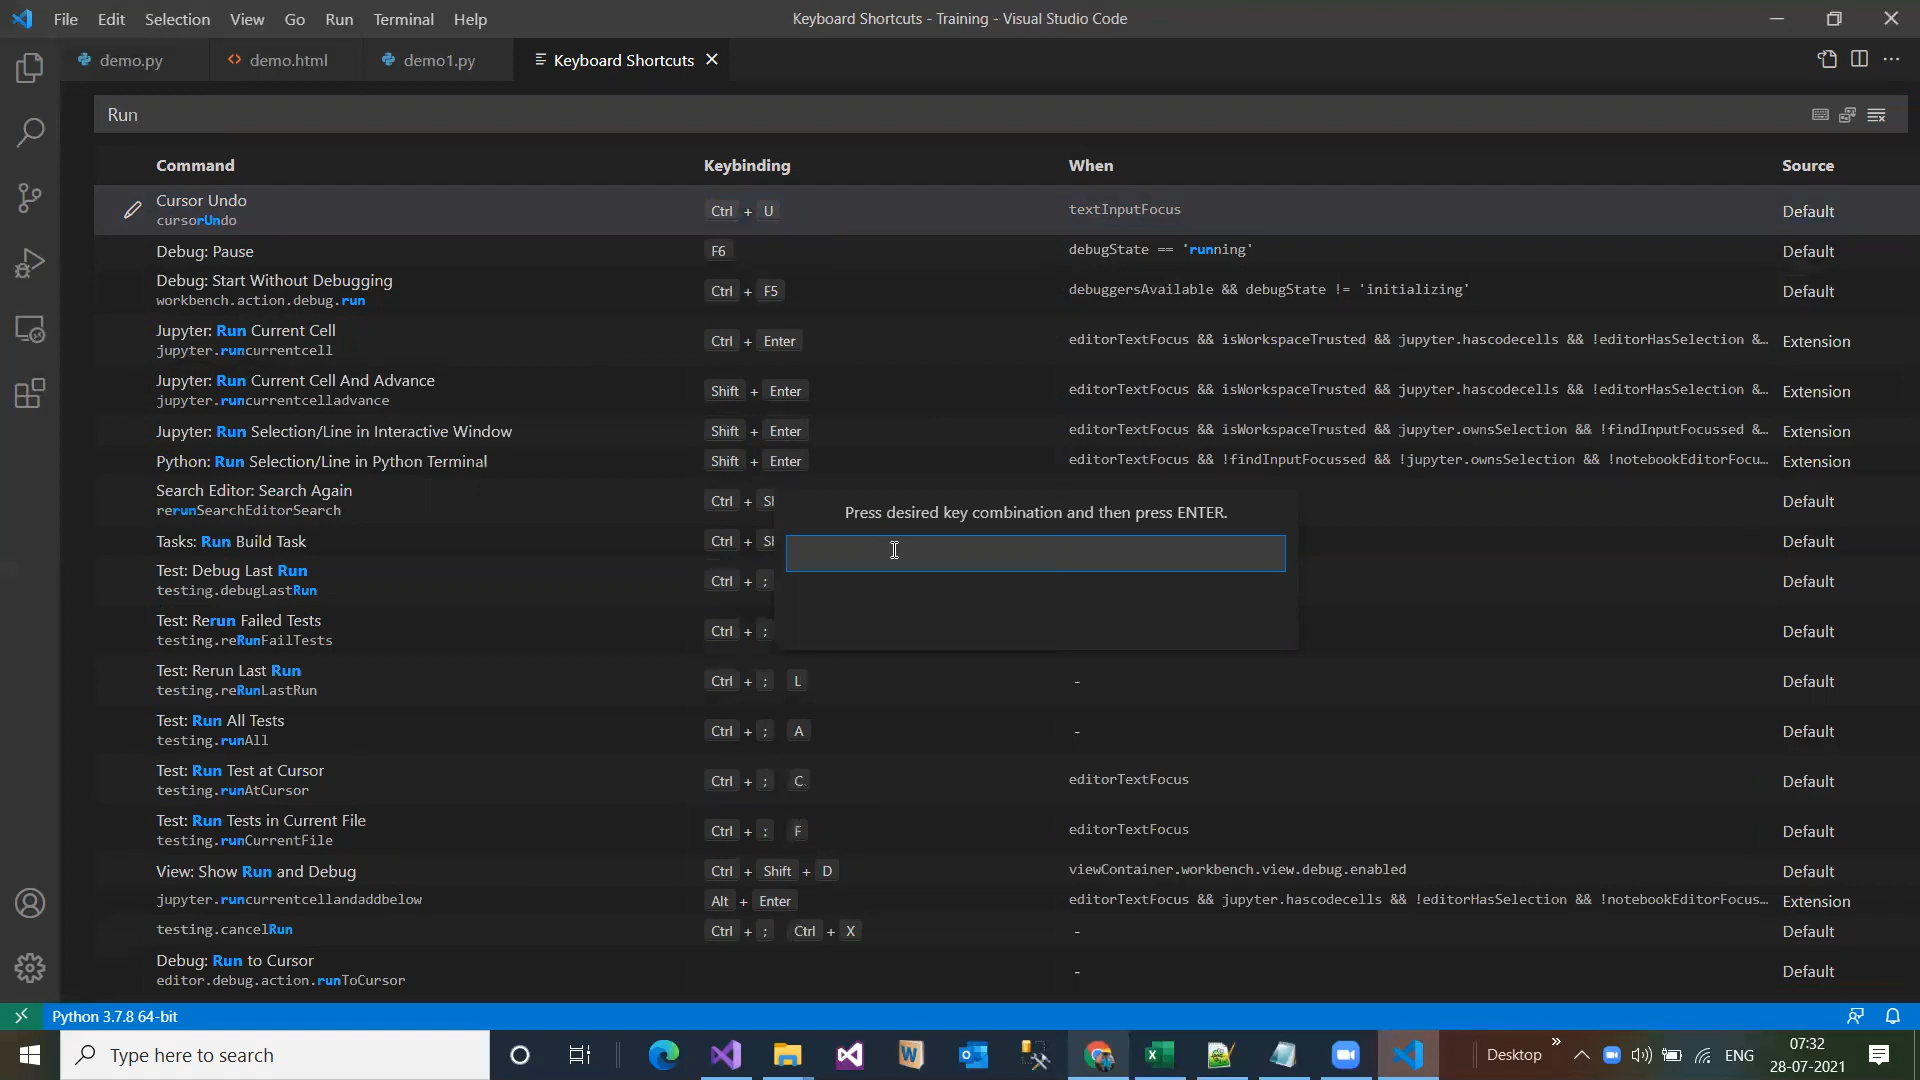 File Edit Selection View Go Run Terminal Help Keyboard Shortcuts - Training - Visual Studio Code
demo.py demo.html demo1.py Keyboard Shortcuts
Run
Command Keybinding When Source
Cursor Undo
cursorUndo Ctrl + U textInputFocus Default
Debug: Pause F6 debugState == 'running' Default
Debug: Start Without Debugging
workbench.action.debug.run Ctrl + F5 debuggersAvailable && debugState != 'initializing' Default
Jupyter: Run Current Cell
jupyter.runcurrentcell Ctrl + Enter editorTextFocus && isWorkspaceTrusted && jupyter.hascodecells && !editorHasSelection &… Extension
Jupyter: Run Current Cell And Advance
jupyter.runcurrentcelladvance Shift + Enter editorTextFocus && isWorkspaceTrusted && jupyter.hascodecells && !editorHasSelection &… Extension
Jupyter: Run Selection/Line in Interactive Window Shift + Enter editorTextFocus && isWorkspaceTrusted && jupyter.ownsSelection && !findInputFocussed &… Extension
Python: Run Selection/Line in Python Terminal Shift + Enter editorTextFocus && !findInputFocussed && !jupyter.ownsSelection && !notebookEditorFocu… Extension
Search Editor: Search Again
rerunSearchEditorSearch Ctrl + Default
Press desired key combination and then press ENTER.
Tasks: Run Build Task Ctrl + Default
Test: Debug Last Run
testing.debugLastRun Ctrl + ; Default
Test: Rerun Failed Tests
testing.reRunFailTests Ctrl + ; Default
Test: Rerun Last Run
testing.reRunLastRun Ctrl + ; L - Default
Test: Run All Tests
testing.runAll Ctrl + ; A - Default
Test: Run Test at Cursor
testing.runAtCursor Ctrl + ; C editorTextFocus Default
Test: Run Tests in Current File
testing.runCurrentFile Ctrl + ; F editorTextFocus Default
View: Show Run and Debug Ctrl + Shift + D viewContainer.workbench.view.debug.enabled Default
jupyter.runcurrentcellandaddbelow Alt + Enter editorTextFocus && jupyter.hascodecells && !editorHasSelection && !notebookEditorFocus… Extension
testing.cancelRun Ctrl + ; Ctrl + X - Default
Debug: Run to Cursor
editor.debug.action.runToCursor - Default
Python 3.7.8 64-bit
Type here to search Desktop » ENG 07:32
28-07-2021